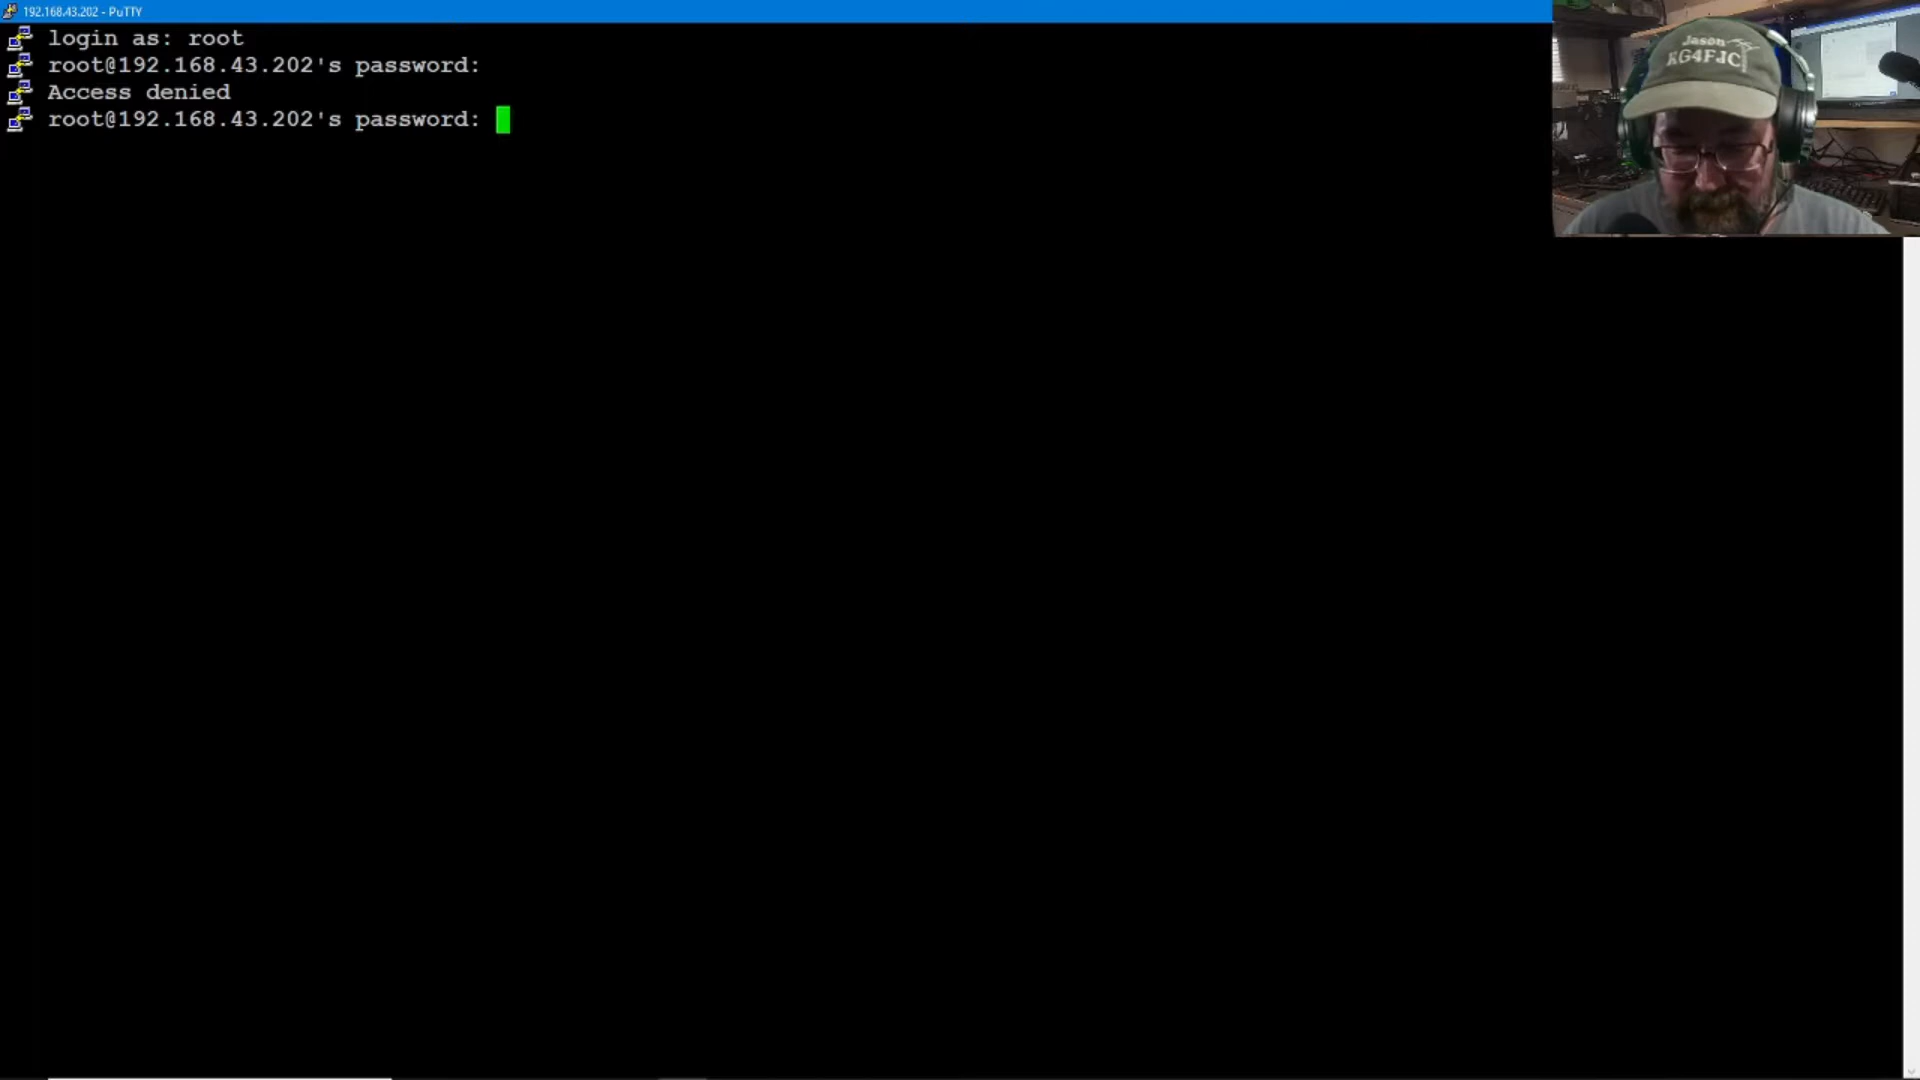 192.168.43.202 - PuTTY
login as: root
root@192.168.43.202's password:
Access denied
root@192.168.43.202's password:
Jason
KG4FJC